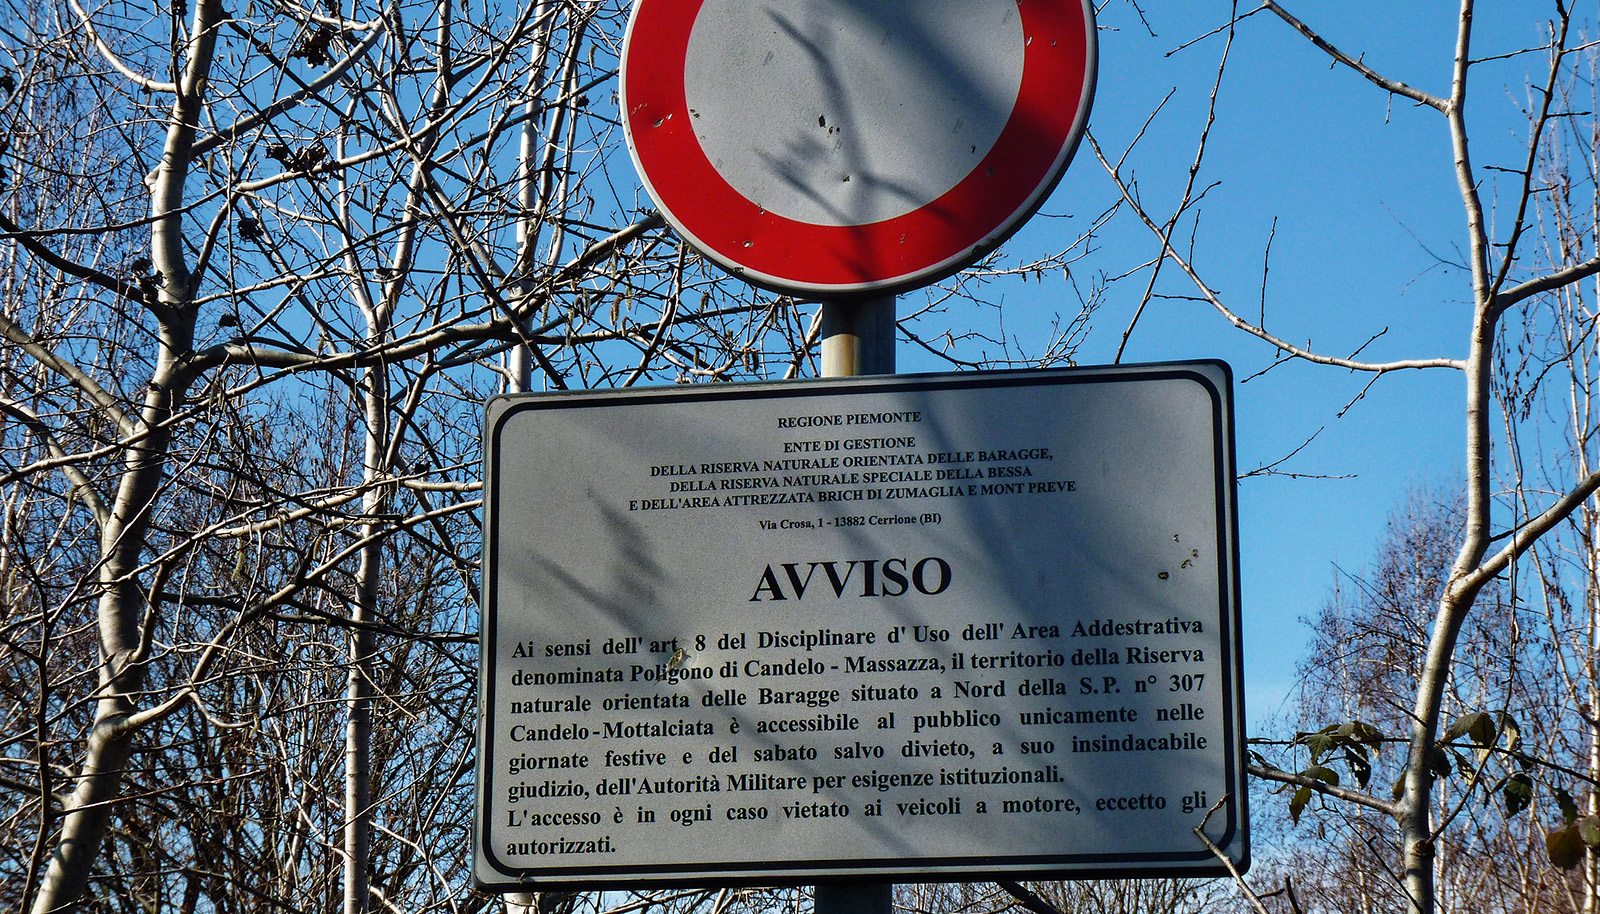 REGIONE PIEMONTE
ENTE DI GESTIONE
DELLA RISERVA NATURALE ORIENTATA DELLE BARAGGE,
DELLA RISERVA NATURALE SPECIALE DELLA BESSA
E DELL'AREA ATTREZZATA BRICH DI ZUMAGLIA E MONT PREVE
Via Crosa, 1 - 13882 Cerrione (BI)
AVVISO
Ai sensi dell' art. 8 del Disciplinare d' Uso dell' Area Addestrativa
denominata Poligono di Candelo - Massazza, il territorio della Riserva
naturale orientata delle Baragge situato a Nord della S.P. n° 307
Candelo-Mottalciata è accessibile al pubblico unicamente nelle
giornate festive e del sabato salvo divieto, a suo insindacabile
giudizio, dell'Autorità Militare per esigenze istituzionali.
L'accesso è in ogni caso vietato ai veicoli a motore, eccetto gli
autorizzati.